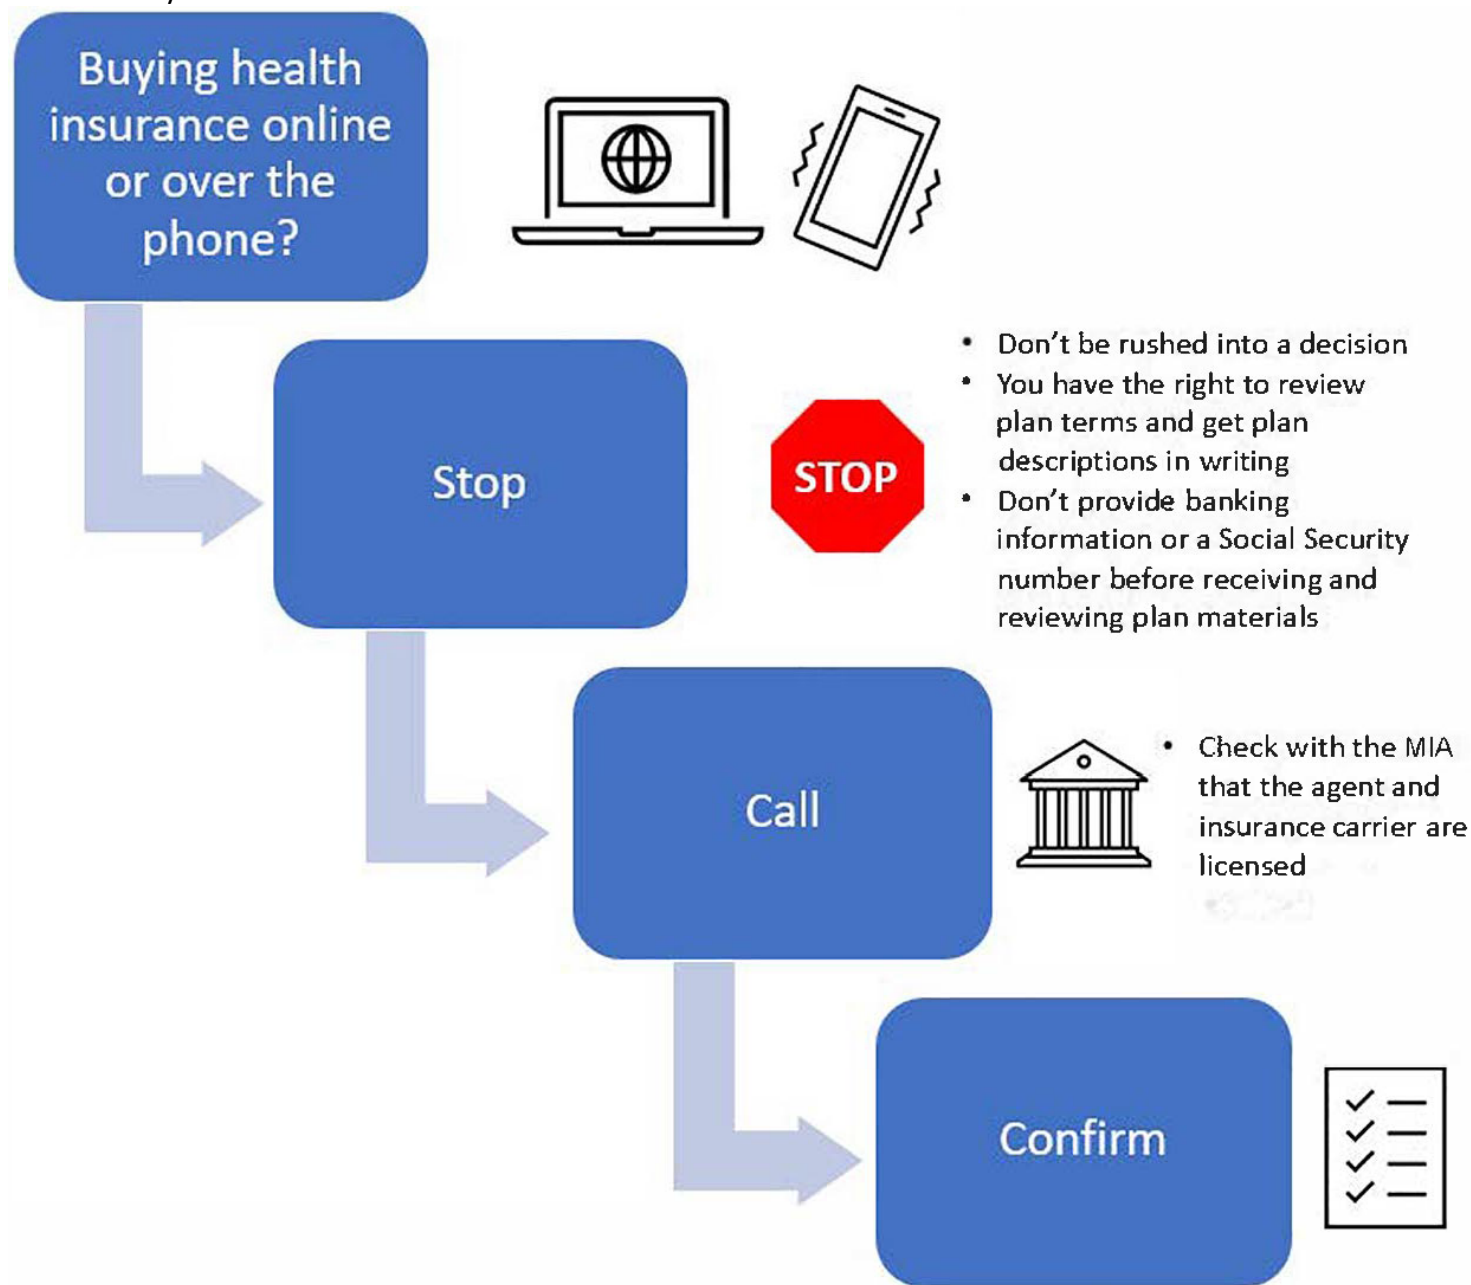 Buying health
insurance online
or over the
phone?
Stop
STOP
• Don't be rushed into a decision
• You have the right to review
plan terms and get plan
descriptions in writing
• Don't provide banking
information or a Social Security
number before receiving and
reviewing plan materials
Call
• Check with the MIA
that the agent and
insurance carrier are
licensed
Confirm